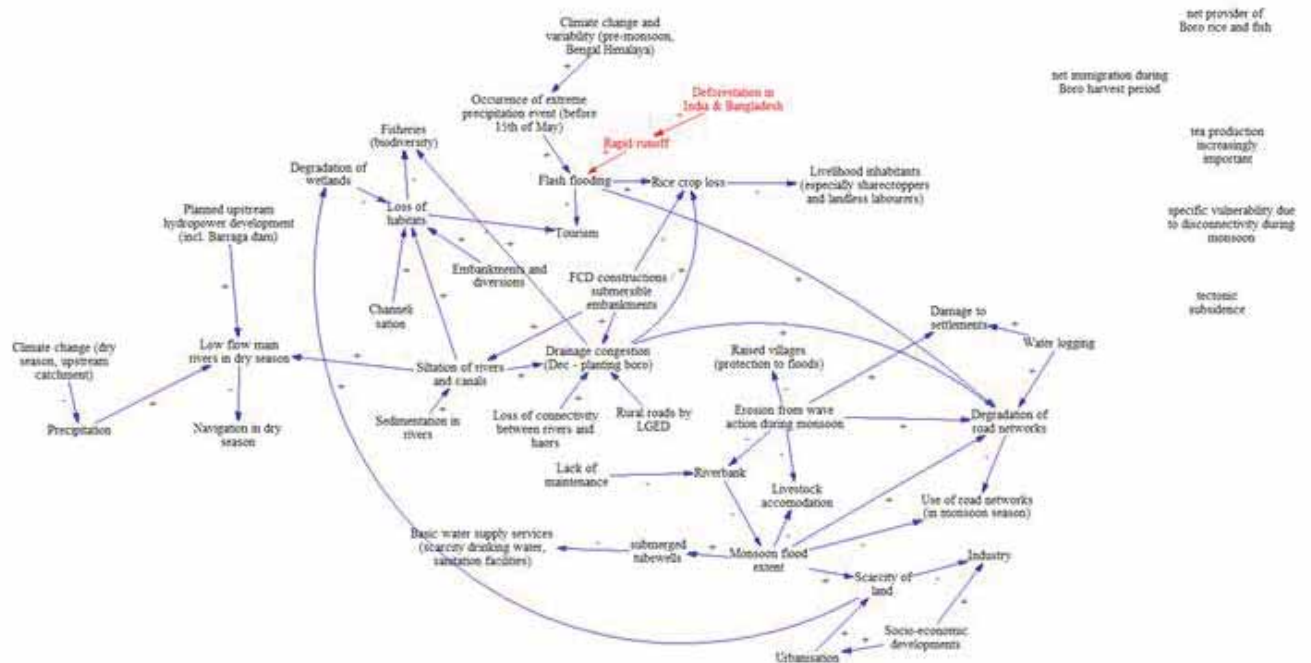 Climate change and
variability (pre-monsoon,
Bengal Himalaya)
net provider of
Boro rice and fish
net immigration during
Boro harvest period
Deforestation in
India & Bangladesh
Occurence of extreme
precipitation event (before
15th of May)
Fisheries
(biodiversity)
Rapid runoff
tea production
increasingly
important
Degradation of
wetlands
Flash flooding
Rice crop loss
Livelihood inhabitants
(especially sharecroppers
and landless labourers)
Planned upstream
hydropower development
(incl. Barraga dam)
Loss of
habitats
Tourism
specific vulnerability due
to disconnectivity during
monsoon
Embankments and
diversions
FCD constructions /
submersible
embankments
Channeli
sation
tectonic
subsidence
Damage to
settlements
Climate change (dry
season, upstream
catchment)
Low flow main
rivers in dry season
Siltation of rivers
and canals
Drainage congestion
(Dec - planting boro)
Raised villages
(protection to floods)
Water logging
Precipitation
Navigation in dry
season
Sedimentation in
rivers
Loss of connectivity
between rivers and
haors
Rural roads by
LGED
Erosion from wave
action during monsoon
Degradation of
road networks
Lack of
maintenance
Riverbank
Livestock
accomodation
Use of road networks
(in monsoon season)
Basic water supply services
(scarcity drinking water,
sanitation facilities)
submerged
tubewells
Monsoon flood
extent
Industry
Scarcity of
land
Socio-economic
developments
Urbanisation